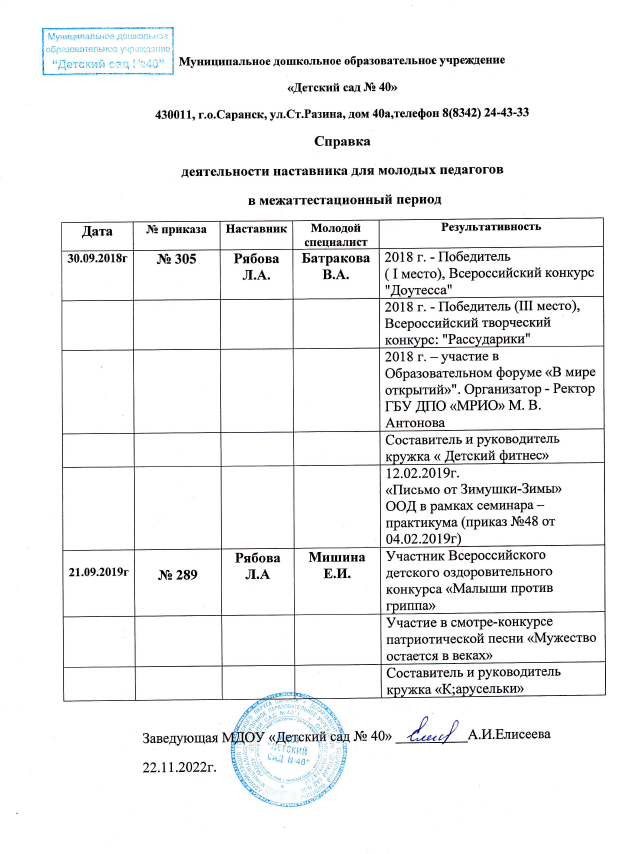 Муниципальное дошкольное
образовательное учреждение
"Детский сад №40"
Муниципальное дошкольное образовательное учреждение
«Детский сад № 40»
430011, г.о.Саранск, ул.Ст.Разина, дом 40а,телефон 8(8342) 24-43-33
Справка
деятельности наставника для молодых педагогов
в межаттестационный период
Дата
№ приказа
Наставник
Молодой
специалист
Результативность
30.09.2018г
№ 305
Рябова
Л.А.
Батракова
В.А.
2018 г. - Победитель
( I место), Всероссийский конкурс
"Доутесса"
2018 г. - Победитель (III место),
Всероссийский творческий
конкурс: "Рассударики"
2018 г. – участие в
Образовательном форуме «В мире
открытий»". Организатор - Ректор
ГБУ ДПО «МРИО» М. В.
Антонова
Составитель и руководитель
кружка « Детский фитнес»
12.02.2019г.
«Письмо от Зимушки-Зимы»
ООД в рамках семинара –
практикума (приказ №48 от
04.02.2019г)
21.09.2019г
№ 289
Рябова
Л.А
Мишина
Е.И.
Участник Всероссийского
детского оздоровительного
конкурса «Малыши против
гриппа»
Участие в смотре-конкурсе
патриотической песни «Мужество
остается в веках»
Составитель и руководитель
кружка «К;арусельки»
Заведующая МДОУ «Детский сад № 40» __________А.И.Елисеева
22.11.2022г.
"ДЕТСКИЙ
САД №40"